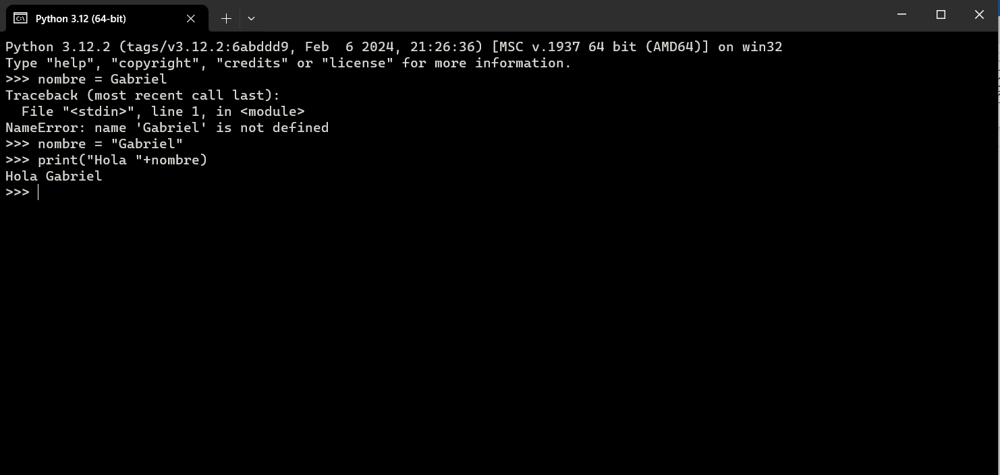 Python 3.12 (64-bit)
Python 3.12.2 (tags/v3.12.2:6abddd9, Feb  6 2024, 21:26:36) [MSC v.1937 64 bit (AMD64)] on win32
Type "help", "copyright", "credits" or "license" for more information.
>>> nombre = Gabriel
Traceback (most recent call last):
  File "<stdin>", line 1, in <module>
NameError: name 'Gabriel' is not defined
>>> nombre = "Gabriel"
>>> print("Hola "+nombre)
Hola Gabriel
>>>